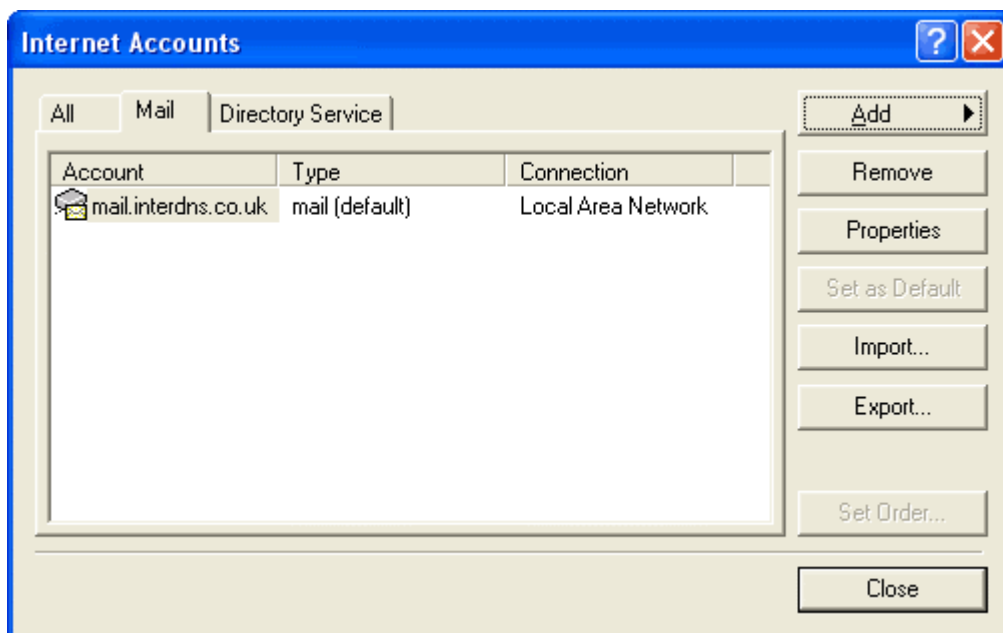 Internet Accounts
All Mail Directory Service
Add
Account Type Connection
Remove
mail.interdns.co.uk mail (default) Local Area Network
Properties
Set as Default
Import...
Export...
Set Order...
Close